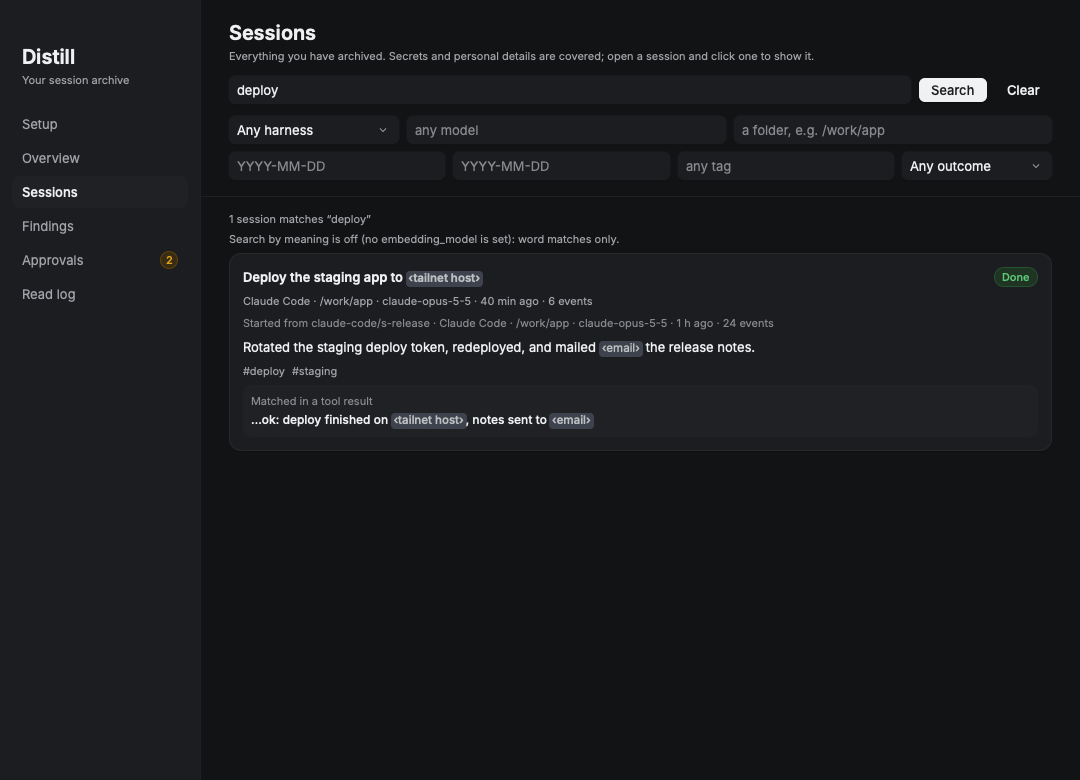 Distill
Your session archive
Setup
Overview
Sessions
Findings
Approvals 2
Read log
Sessions
Everything you have archived. Secrets and personal details are covered; open a session and click one to show it.
deploy Search Clear
Any harness any model a folder, e.g. /work/app
YYYY-MM-DD YYYY-MM-DD any tag Any outcome
1 session matches “deploy”
Search by meaning is off (no embedding_model is set): word matches only.
Deploy the staging app to ‹tailnet host› Done
Claude Code · /work/app · claude-opus-5-5 · 40 min ago · 6 events
Started from claude-code/s-release · Claude Code · /work/app · claude-opus-5-5 · 1 h ago · 24 events
Rotated the staging deploy token, redeployed, and mailed ‹email› the release notes.
#deploy #staging
Matched in a tool result
...ok: deploy finished on ‹tailnet host›, notes sent to ‹email›